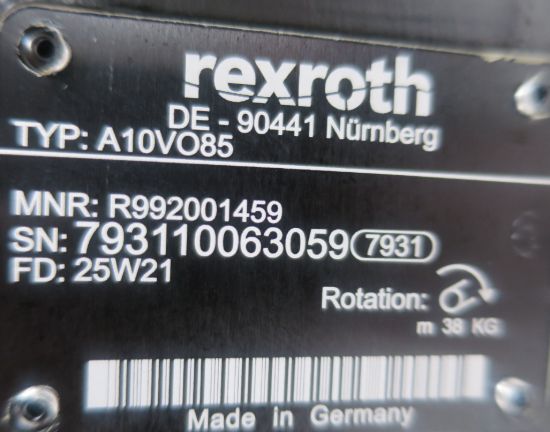 rexroth
DE - 90441 Nürnberg
TYP: A10VO85
MNR: R992001459
SN: 793110063059 7931
FD: 25W21
Rotation:
m 38 KG
Made in Germany